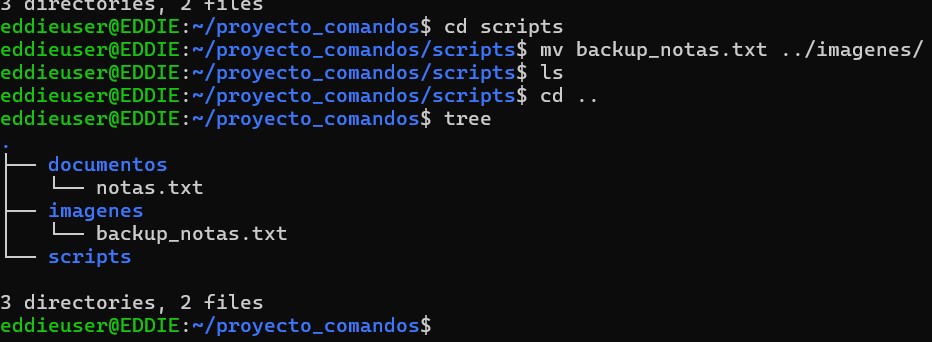 3 directories, 2 files
eddieuser@EDDIE:~/proyecto_comandos$ cd scripts
eddieuser@EDDIE:~/proyecto_comandos/scripts$ mv backup_notas.txt ../imagenes/
eddieuser@EDDIE:~/proyecto_comandos/scripts$ ls
eddieuser@EDDIE:~/proyecto_comandos/scripts$ cd ..
eddieuser@EDDIE:~/proyecto_comandos$ tree
.
├── documentos
│   └── notas.txt
├── imagenes
│   └── backup_notas.txt
└── scripts
3 directories, 2 files
eddieuser@EDDIE:~/proyecto_comandos$